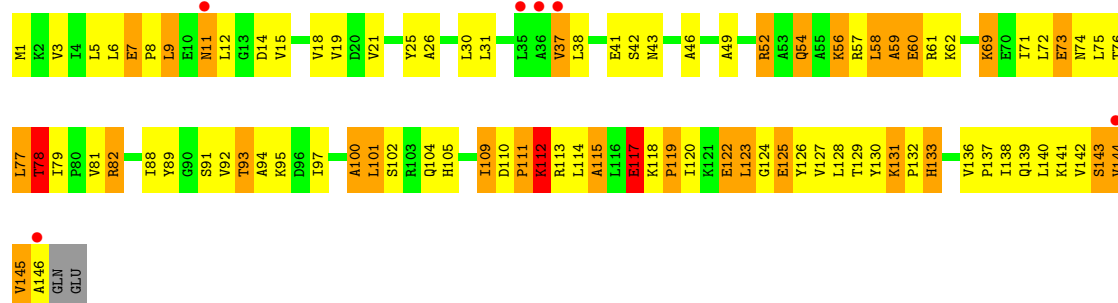 M1 K2 V3 I4 L5 L6 E7 P8 L9 E10 N11 L12 G13 D14 V15 V18 V19 D20 V21 Y25 A26 L30 L31 L35 A36 V37 L38 E41 S42 N43 A46 A49 R52 A53 Q54 A55 K56 R57 L58 A59 E60 R61 K62 K69 E70 I71 L72 E73 N74 L75 T76
L77 T78 I79 P80 V81 R82 I88 Y89 G90 S91 V92 T93 A94 K95 D96 I97 A100 L101 S102 R103 Q104 H105 I109 D110 P111 K112 R113 L114 A115 L116 E117 K118 P119 I120 K121 E122 L123 G124 E125 Y126 V127 L128 T129 Y130 K131 P132 H133 V136 P137 I138 Q139 L140 K141 V142 S143 V144
V145 A146 GLN GLU